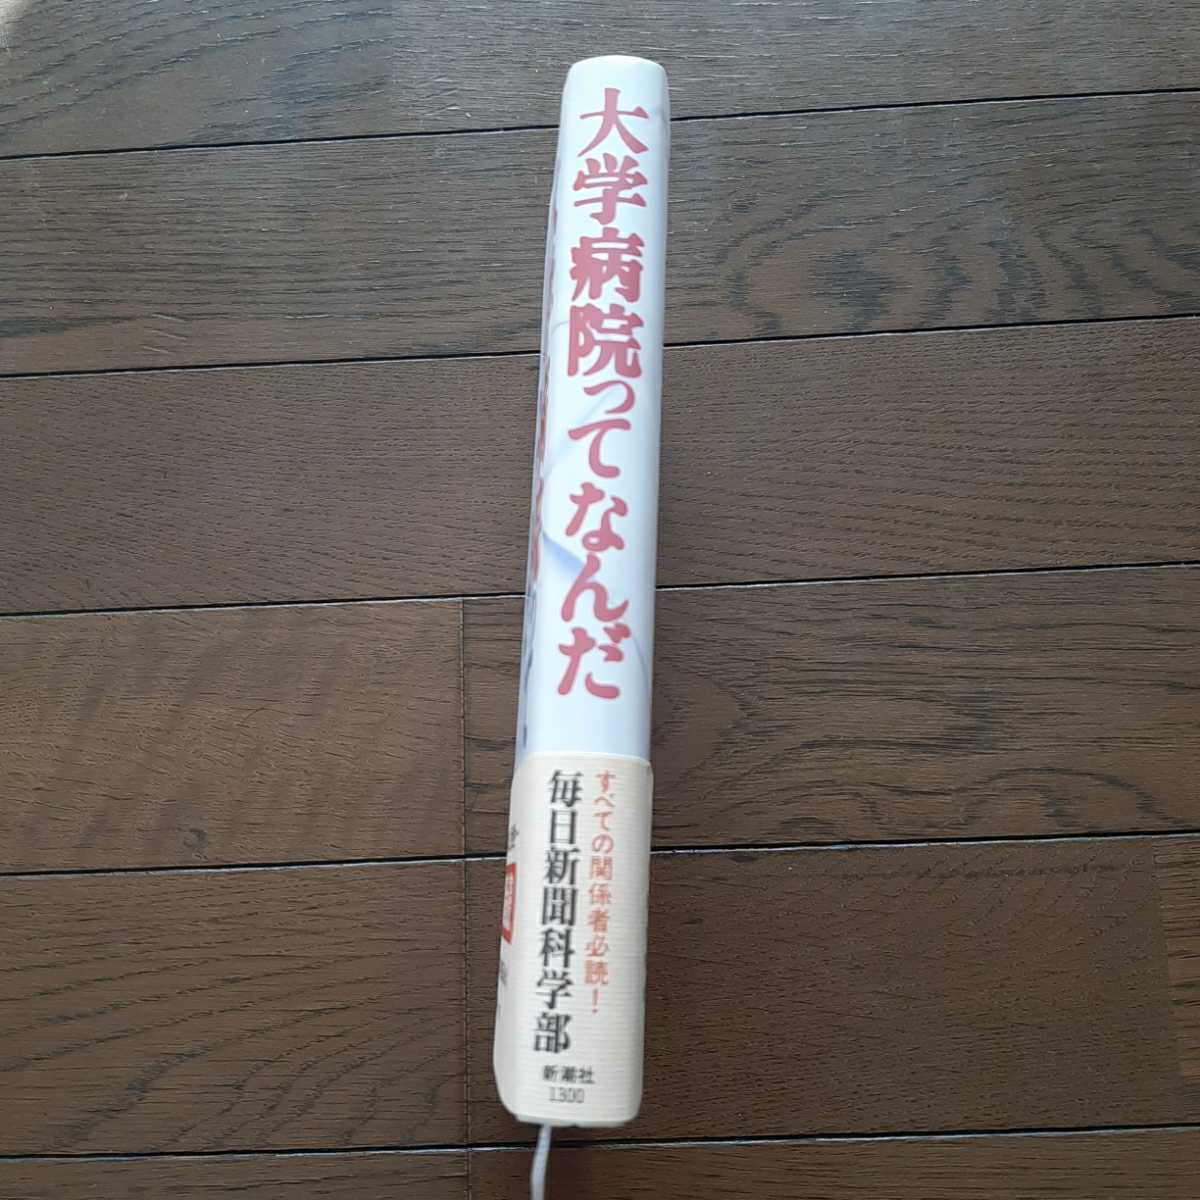 大学病院ってなんだ
すべての関係者必読！
毎日新聞科学部
新潮社
1300